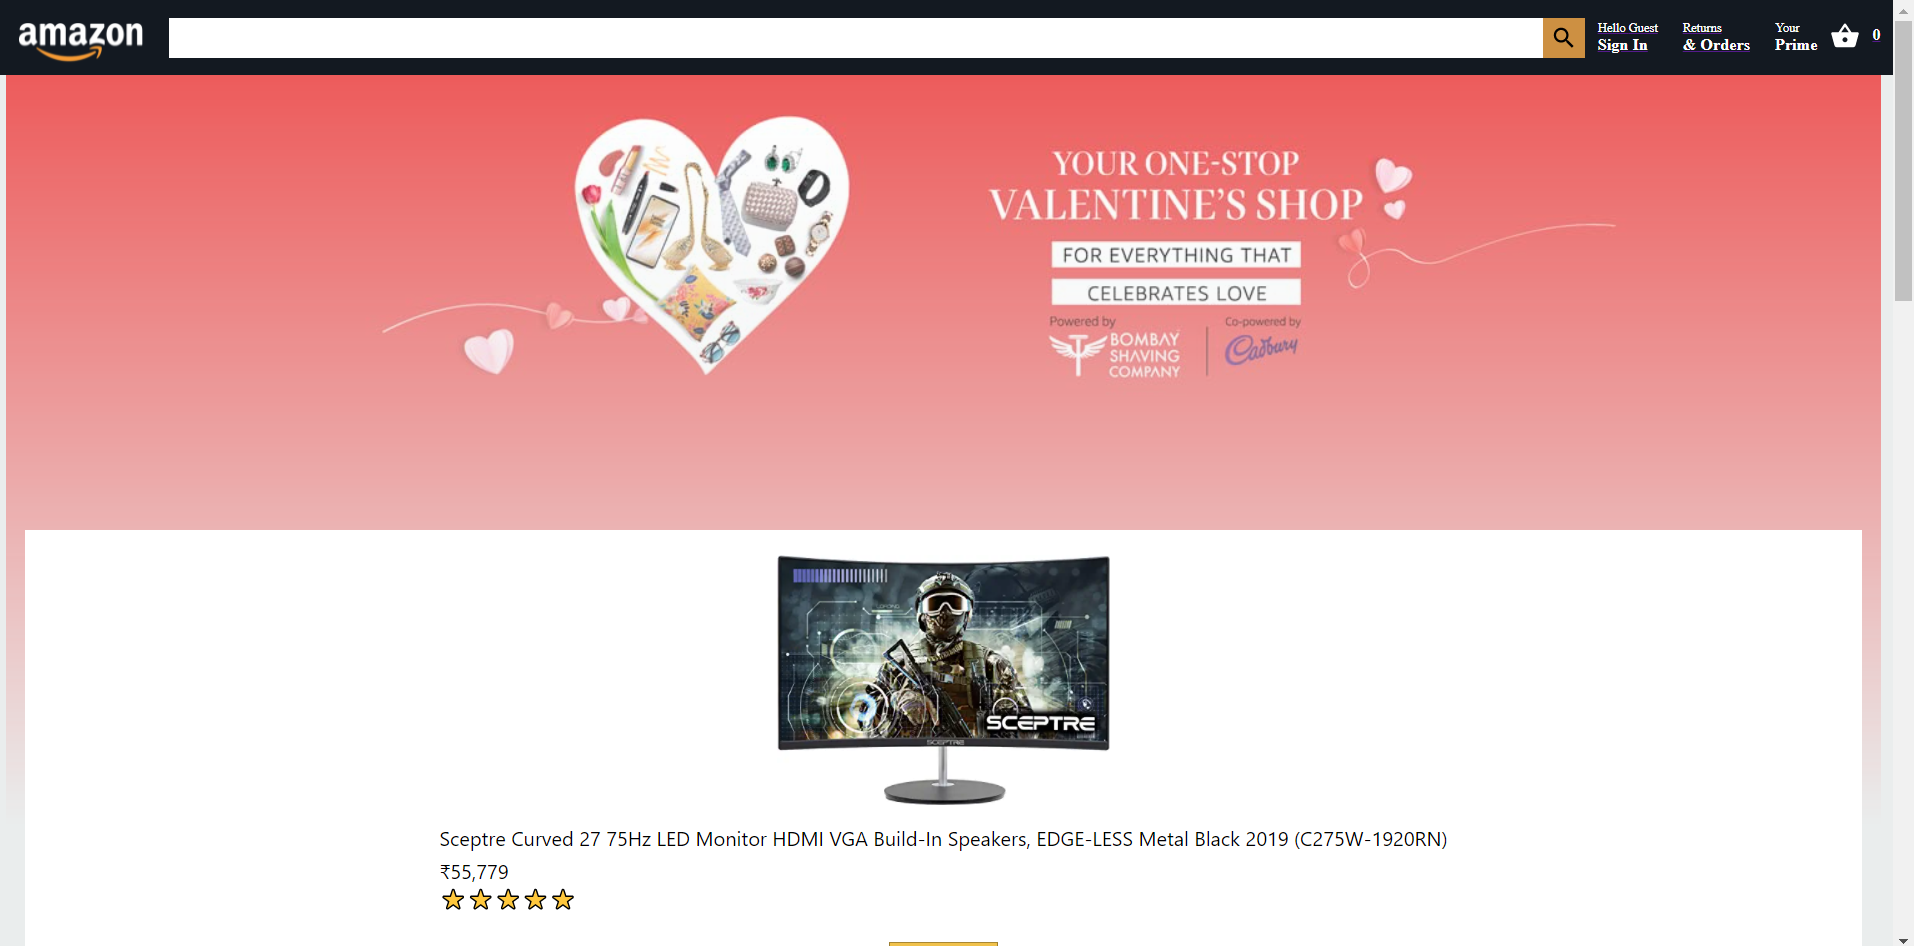 amazon
Hello Guest
Sign In
Returns
& Orders
Your
Prime
0
YOUR ONE-STOP
VALENTINE'S SHOP
FOR EVERYTHING THAT
CELEBRATES LOVE
Powered by
BOMBAY
SHAVING
COMPANY
Co-powered by
Cadbury
SCEPTRE
SCEPTRE
Sceptre Curved 27 75Hz LED Monitor HDMI VGA Build-In Speakers, EDGE-LESS Metal Black 2019 (C275W-1920RN)
₹55,779